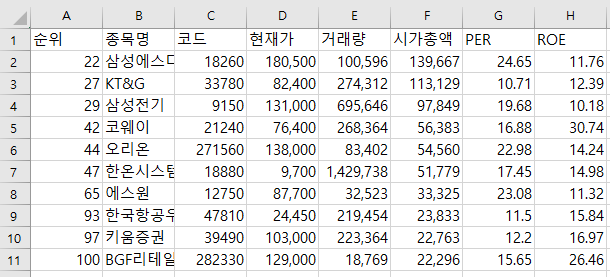 A B C D E F G H
1 순위 종목명 코드 현재가 거래량 시가총액 PER ROE
2 22 삼성에스디 18260 180,500 100,596 139,667 24.65 11.76
3 27 KT&G 33780 82,400 274,312 113,129 10.71 12.39
4 29 삼성전기 9150 131,000 695,646 97,849 19.68 10.18
5 42 코웨이 21240 76,400 268,364 56,383 16.88 30.74
6 44 오리온 271560 138,000 83,402 54,560 22.98 14.24
7 47 한온시스템 18880 9,700 1,429,738 51,779 17.45 14.98
8 65 에스원 12750 87,700 32,523 33,325 23.08 11.32
9 93 한국항공우 47810 24,450 219,454 23,833 11.5 15.84
10 97 키움증권 39490 103,000 223,364 22,763 12.2 16.97
11 100 BGF리테일 282330 129,000 18,769 22,296 15.65 26.46